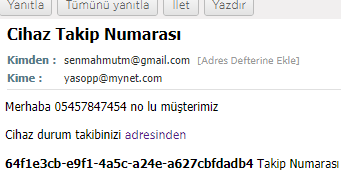 Yanıtla Tümünü yanıtla İlet Yazdır
Cihaz Takip Numarası
Kimden : senmahmutm@gmail.com [Adres Defterine Ekle]
Kime : yasopp@mynet.com
Merhaba 05457847454 no lu müşterimiz
Cihaz durum takibinizi adresinden
64f1e3cb-e9f1-4a5c-a24e-a627cbfdadb4 Takip Numarası